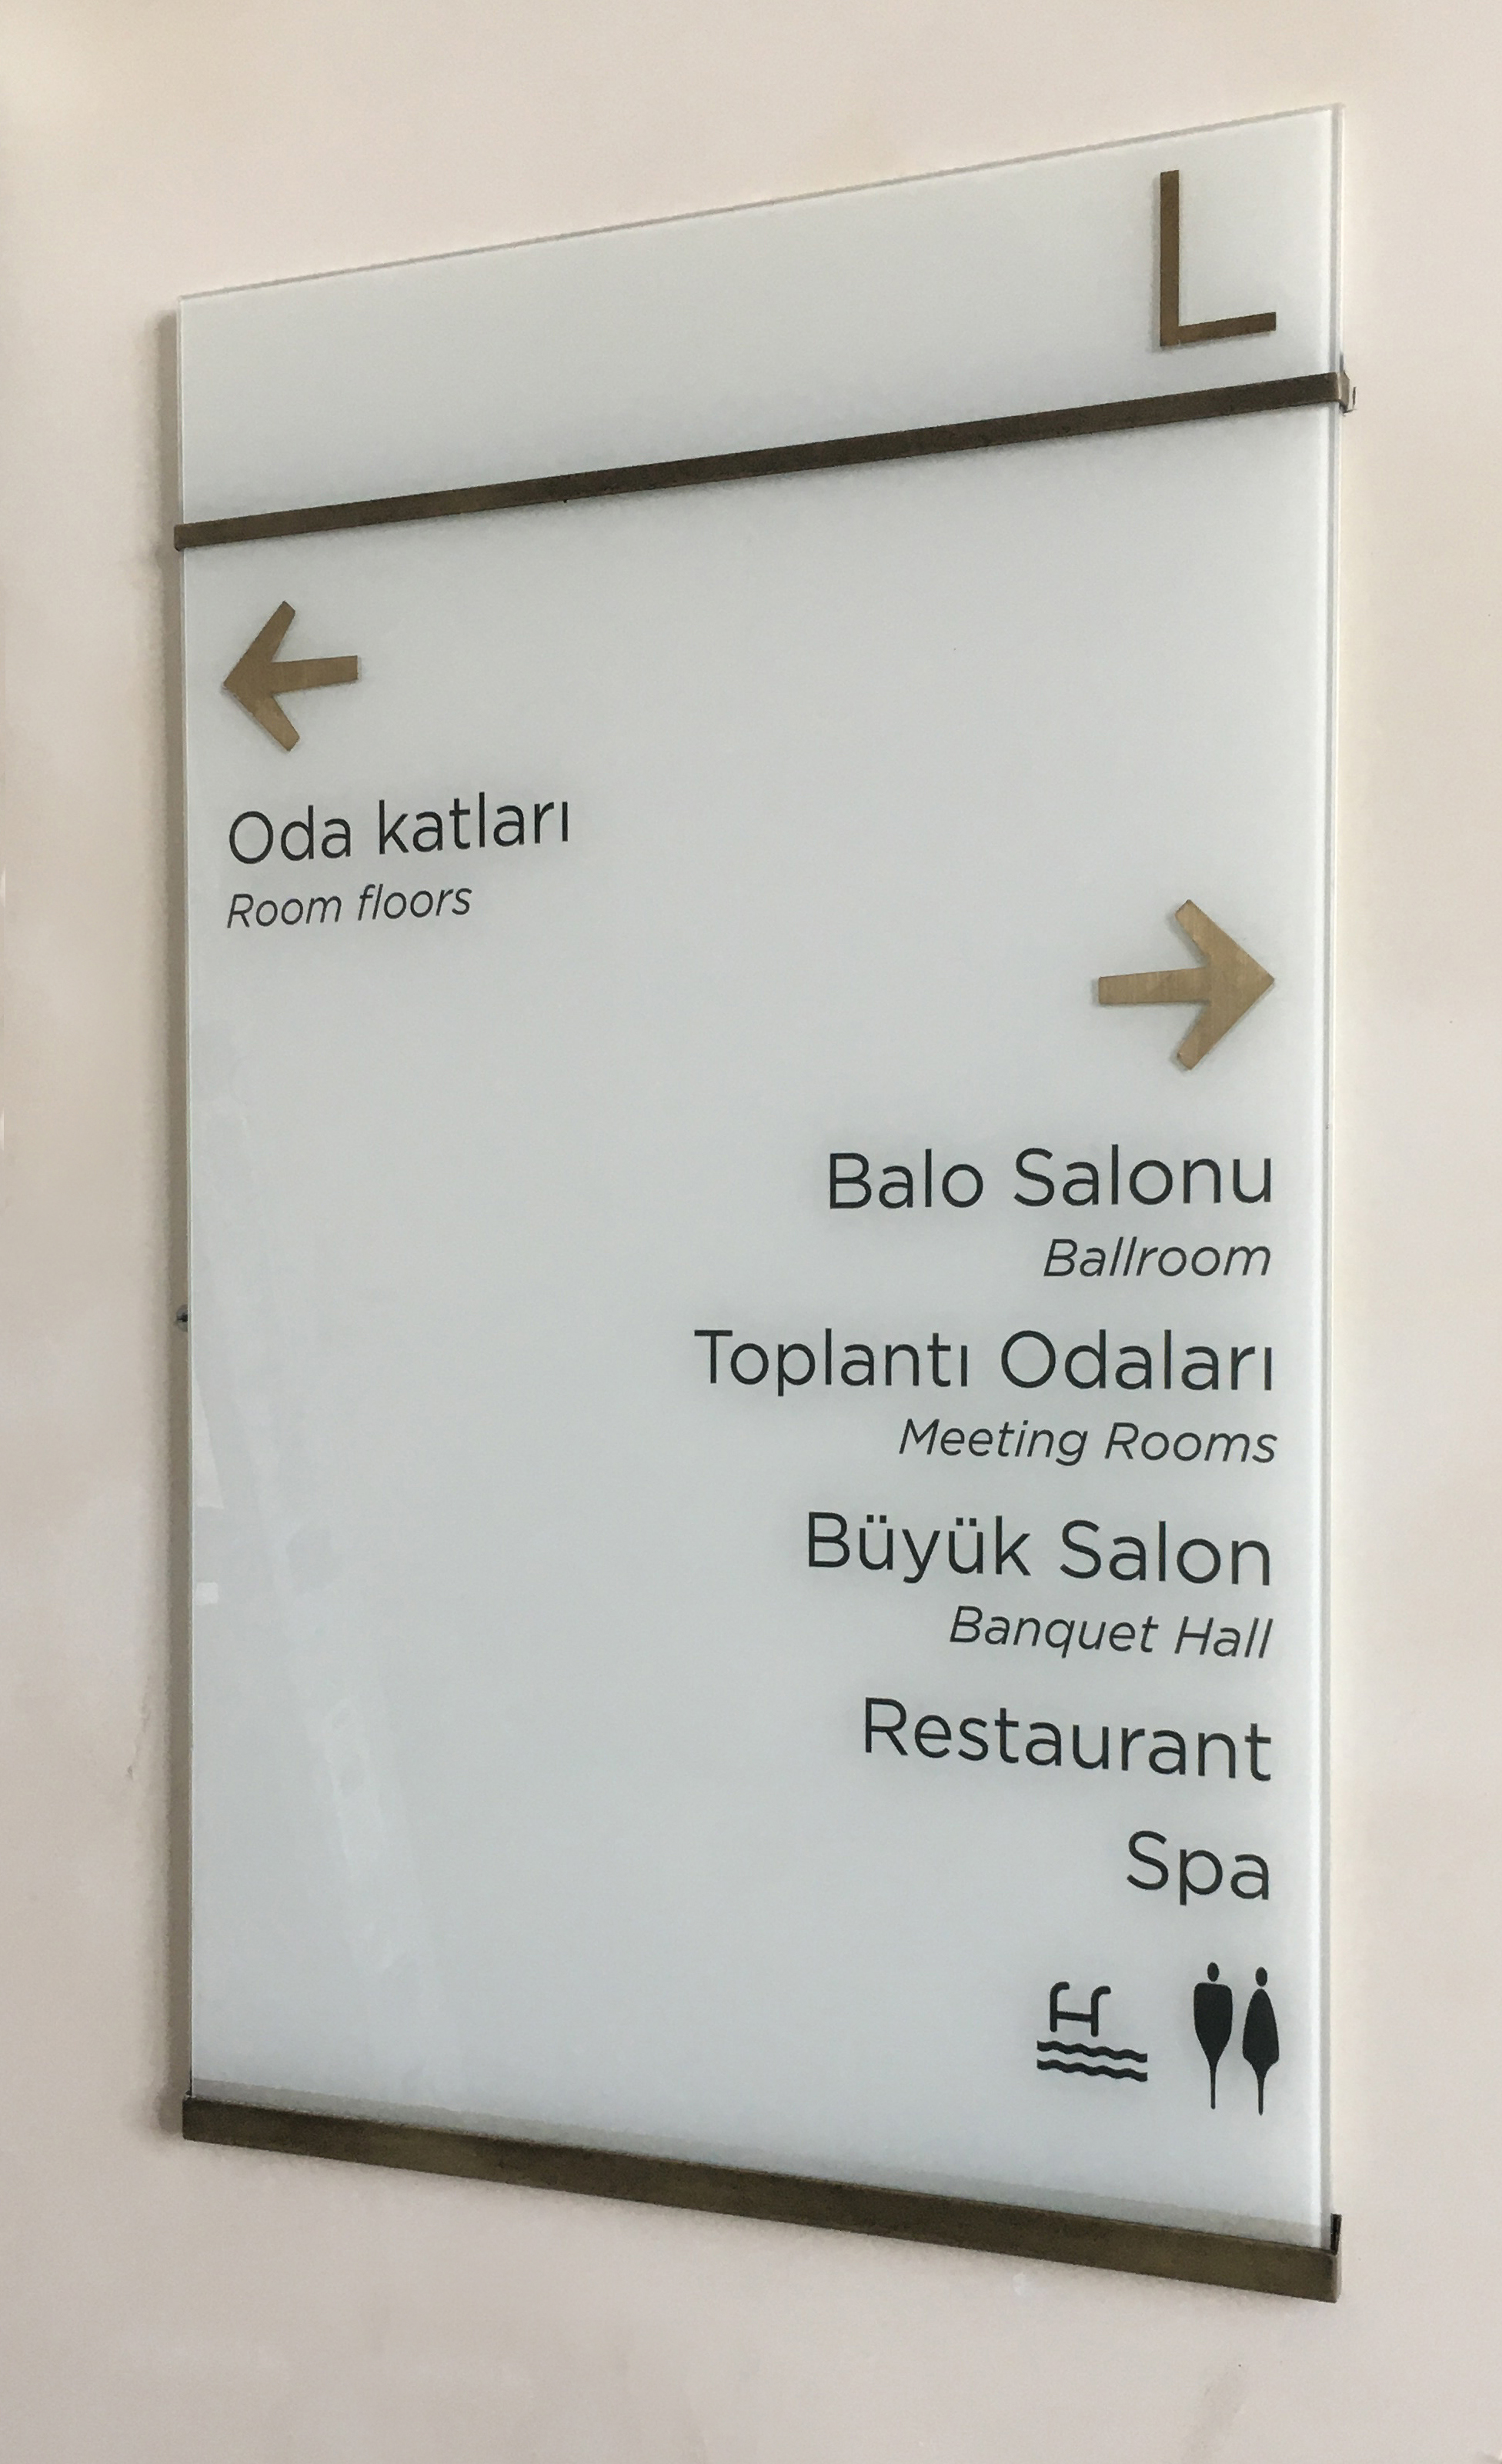 L
Oda katları
Room floors
Balo Salonu
Ballroom
Toplantı Odaları
Meeting Rooms
Büyük Salon
Banquet Hall
Restaurant
Spa